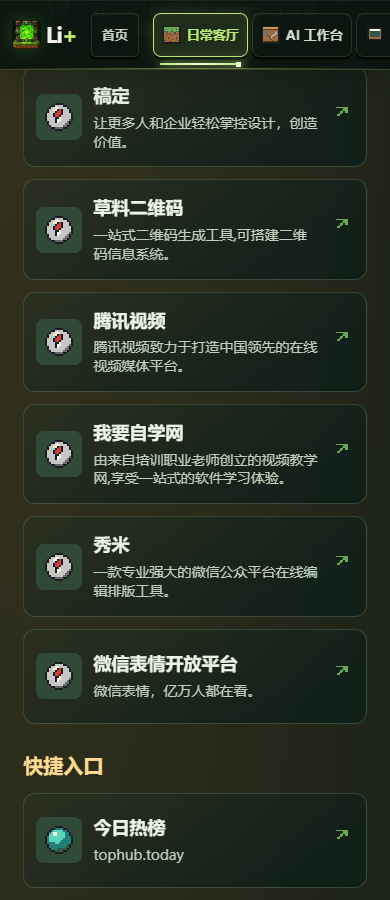 Li+
首页
日常客厅
AI 工作台
稿定
让更多人和企业轻松掌控设计，创造
价值。
草料二维码
一站式二维码生成工具,可搭建二维
码信息系统。
腾讯视频
腾讯视频致力于打造中国领先的在线
视频媒体平台。
我要自学网
由来自培训职业老师创立的视频教学
网,享受一站式的软件学习体验。
秀米
一款专业强大的微信公众平台在线编
辑排版工具。
微信表情开放平台
微信表情，亿万人都在看。
快捷入口
今日热榜
tophub.today